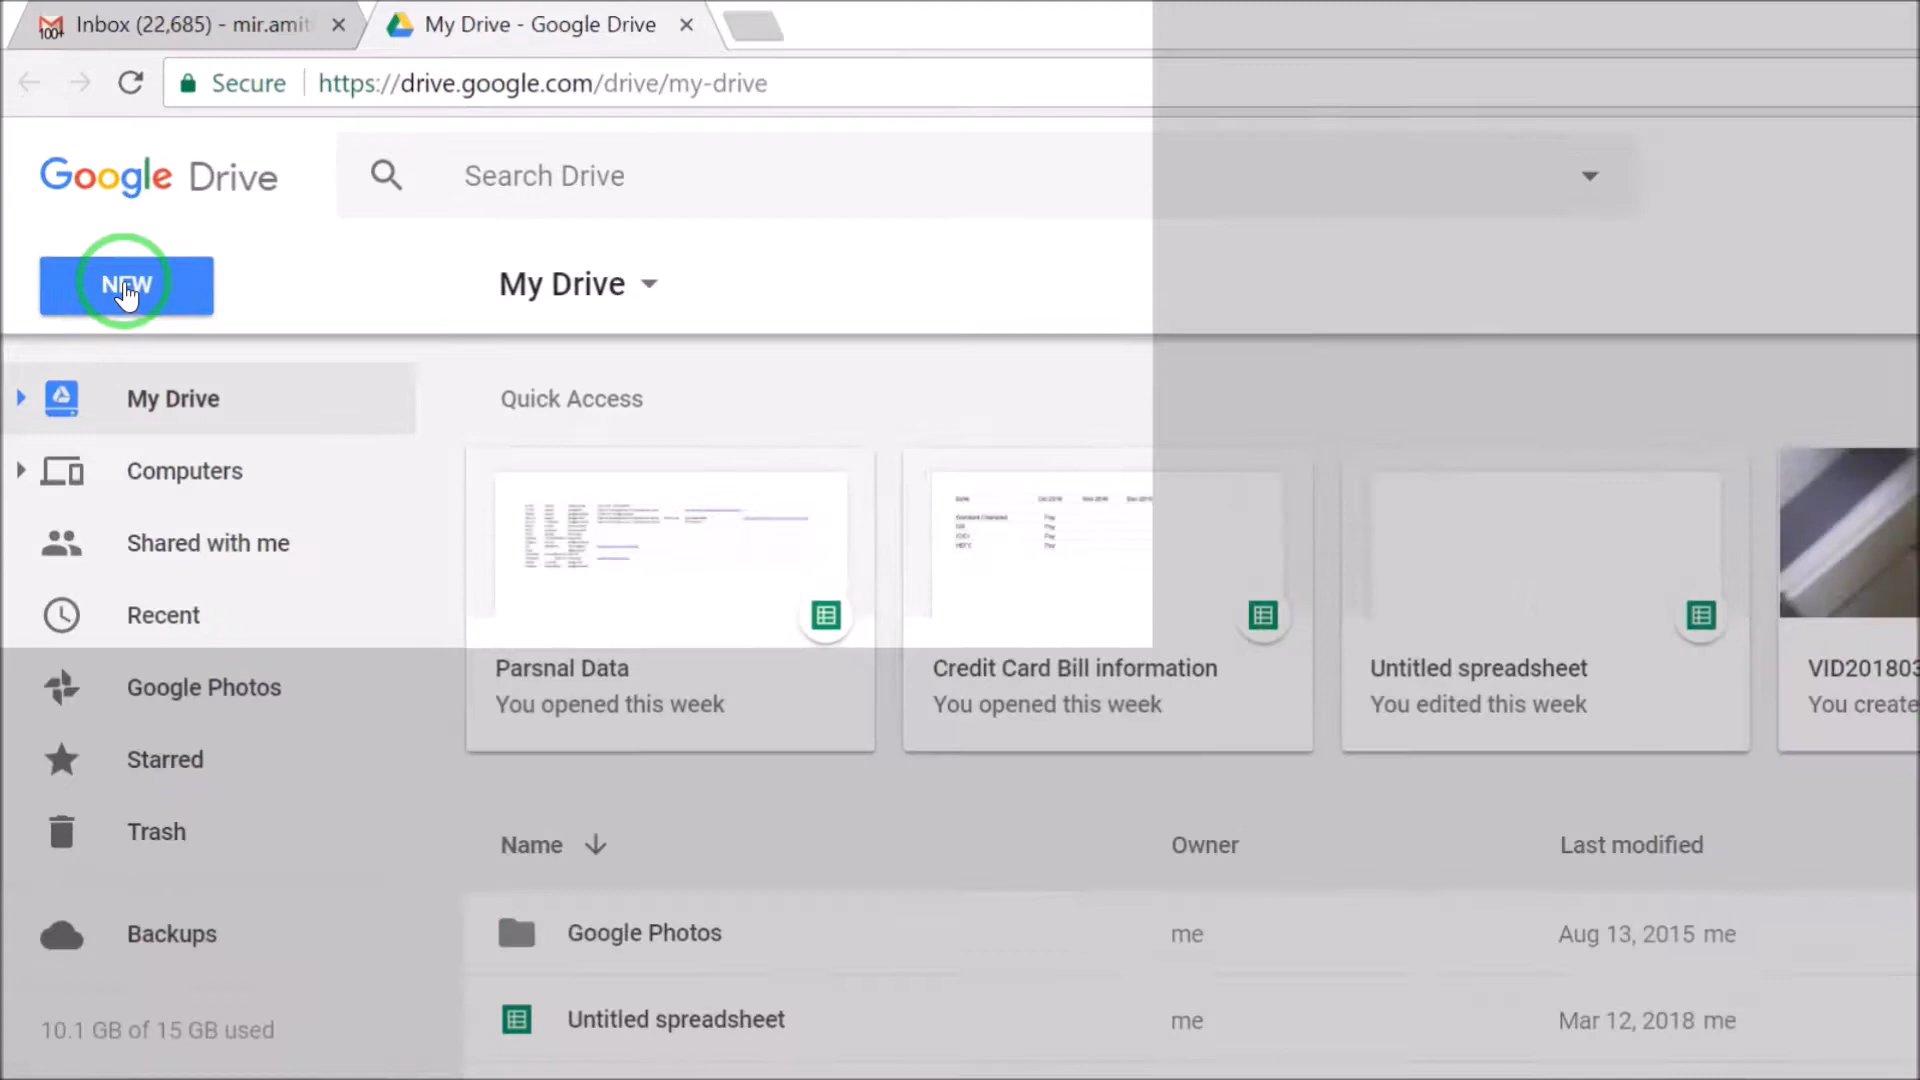 Inbox (22,685) - mir.amit
My Drive - Google Drive
100+
Secure
https://drive.google.com/drive/my-drive
Google Drive
Search Drive
NEW
My Drive
My Drive
Quick Access
Computers
Shared with me
Recent
Google Photos
Starred
Trash
Backups
10.1 GB of 15 GB used
Parsnal Data
You opened this week
Credit Card Bill information
You opened this week
Untitled spreadsheet
You edited this week
VID201803
You create
Name
Owner
Last modified
Google Photos
me
Aug 13, 2015 me
Untitled spreadsheet
me
Mar 12, 2018 me